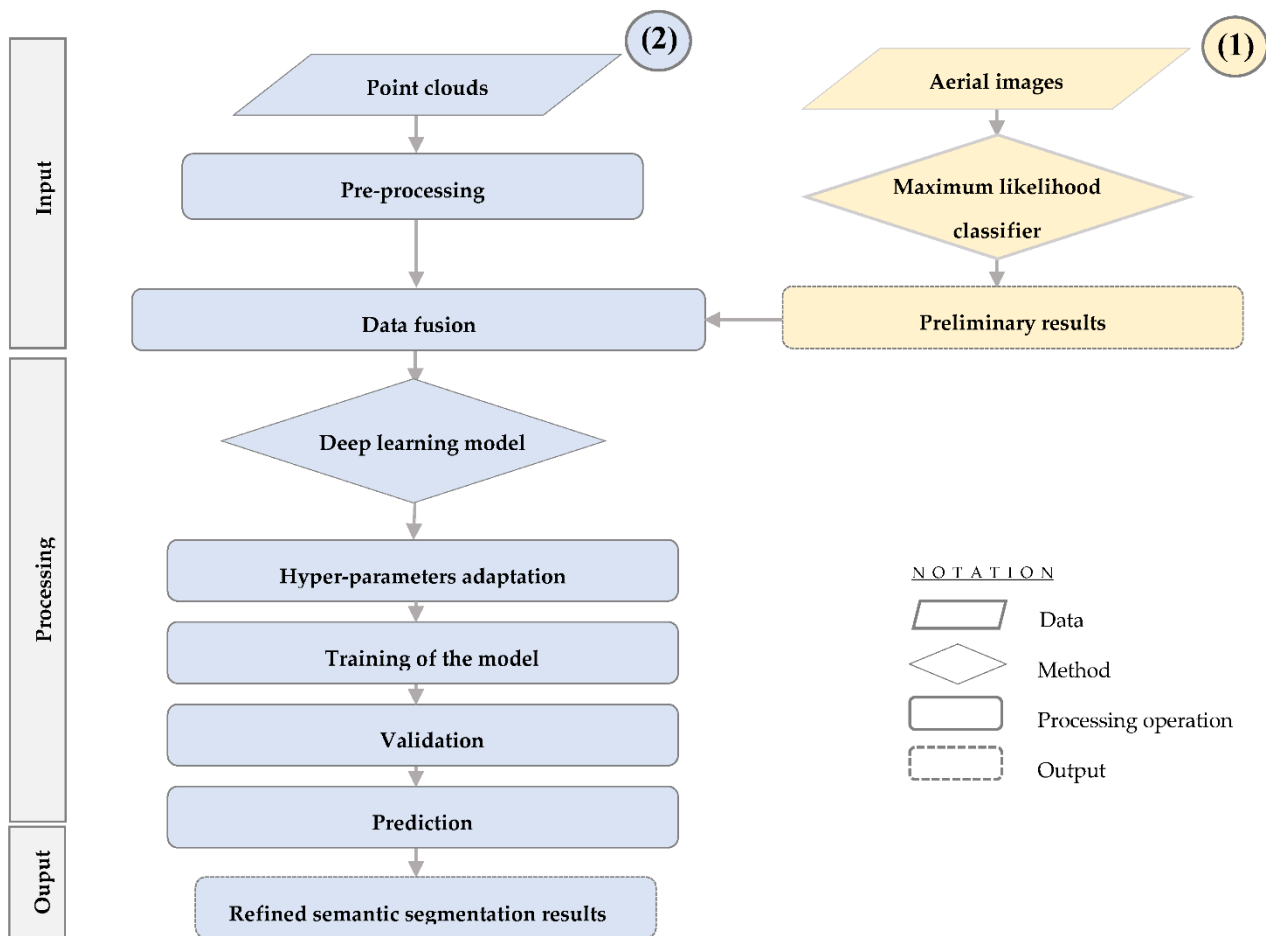 (2)
(1)
Input
Point clouds
Aerial images
Pre-processing
Maximum likelihood
classifier
Data fusion
Preliminary results
Processing
Deep learning model
Hyper-parameters adaptation
Training of the model
Validation
Prediction
NOTATION
Data
Method
Processing operation
Output
Ouput
Refined semantic segmentation results